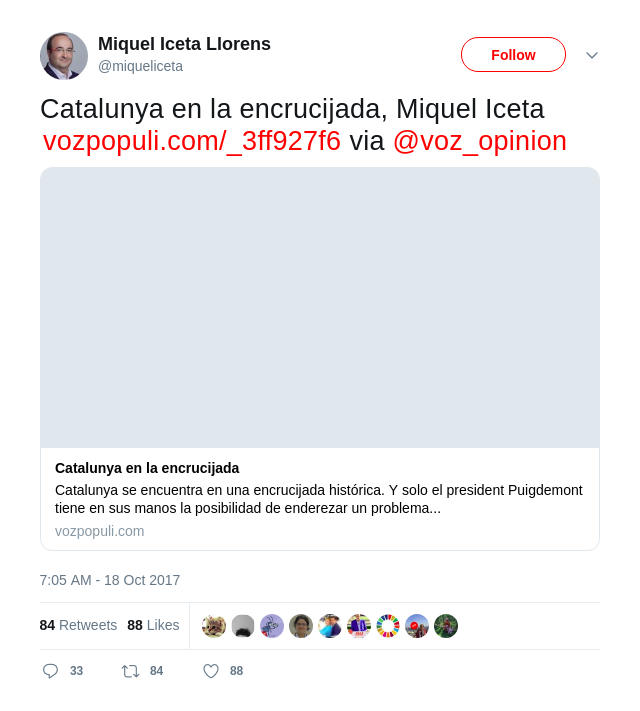 Miquel Iceta Llorens
@miqueliceta
Follow
Catalunya en la encrucijada, Miquel Iceta
vozpopuli.com/_3ff927f6 via @voz_opinion
Catalunya en la encrucijada
Catalunya se encuentra en una encrucijada histórica. Y solo el president Puigdemont
tiene en sus manos la posibilidad de enderezar un problema...
vozpopuli.com
7:05 AM - 18 Oct 2017
84 Retweets 88 Likes
33 84 88